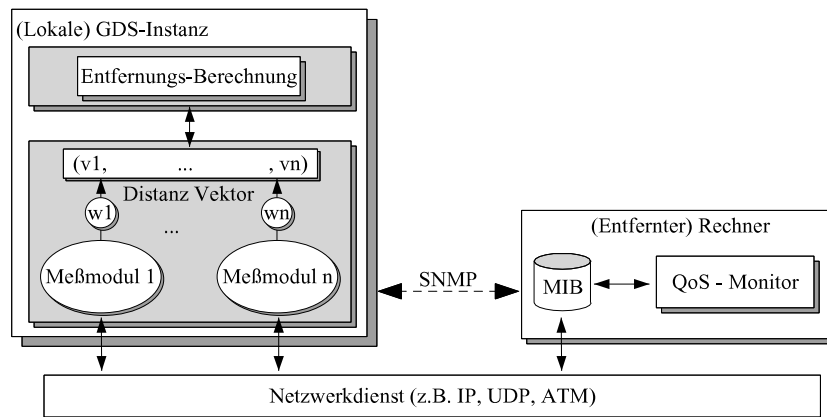 (Lokale) GDS-Instanz
Entfernungs-Berechnung
(v1, ... , vn)
Distanz Vektor
w1 ... wn
Meßmodul 1 Meßmodul n
SNMP
(Entfernter) Rechner
MIB
QoS - Monitor
Netzwerkdienst (z.B. IP, UDP, ATM)